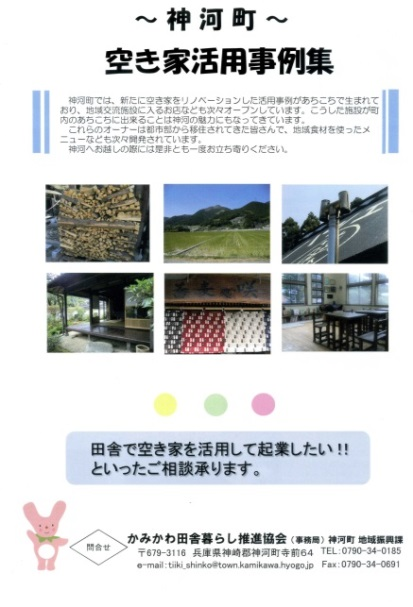 ～ 神 河 町 ～
空き家活用事例集
神河町では、新たに空き家をリノベーションした活用事例があちこちで生まれて
おり、地域交流施設に入るお店なども次々オープンしています。こうした施設が町
内のあちこちに出来ることは神河の魅力にもなってきています。
これらのオーナーは都市部から移住されてきた皆さんで、地域食材を使ったメ
ニューなども次々開発されています。
神河へお越しの際には是非とも一度お立ち寄りください。
田舎で空き家を活用して起業したい!!
といったご相談承ります。
問合せ
かみかわ田舎暮らし推進協会（事務局）神河町 地域振興課
〒679-3116 兵庫県神崎郡神河町寺前64 TEL：0790-34-0185
e-mail：tiiki_shinko@town.kamikawa.hyogo.jp Fax：0790-34-0691